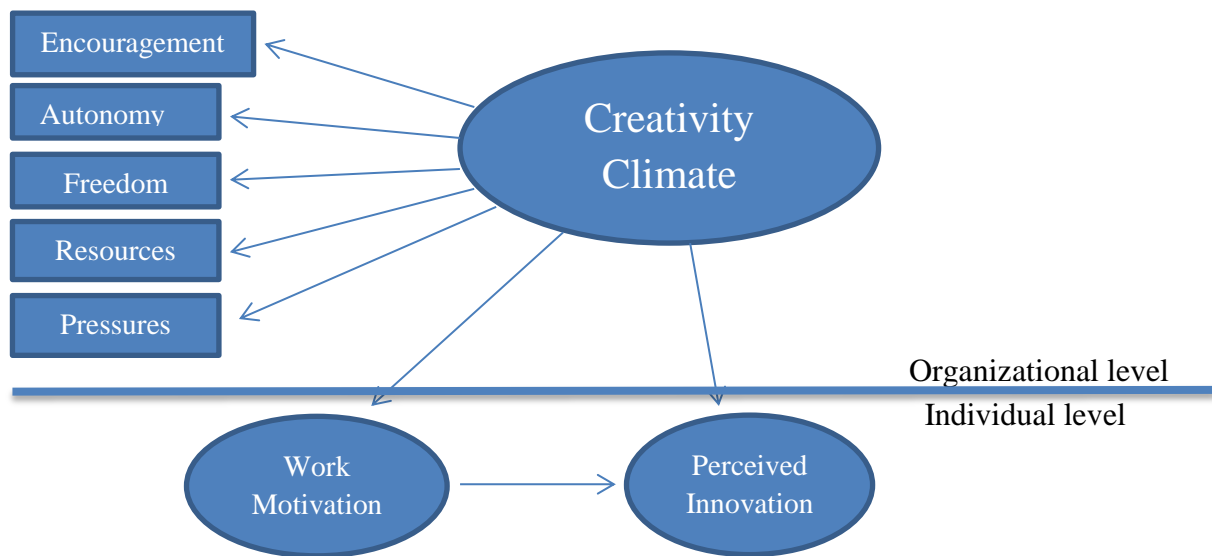 Encouragement
Autonomy
Freedom
Resources
Pressures
Creativity
Climate
Organizational level
Individual level
Work
Motivation
Perceived
Innovation